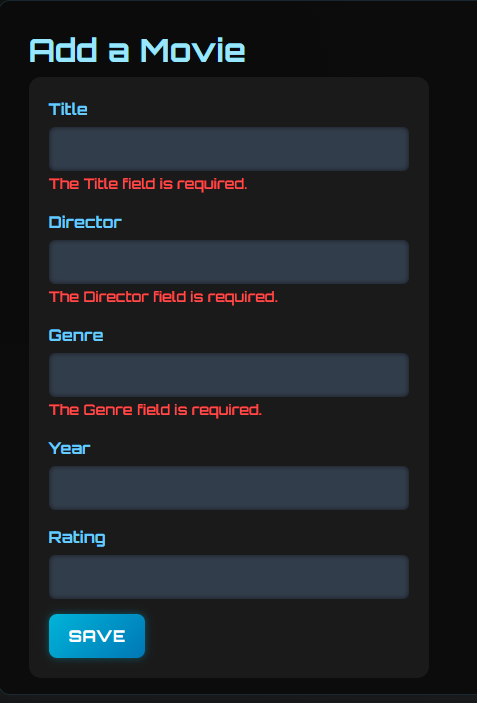 Add a Movie
Title
The Title field is required.
Director
The Director field is required.
Genre
The Genre field is required.
Year
Rating
SAVE